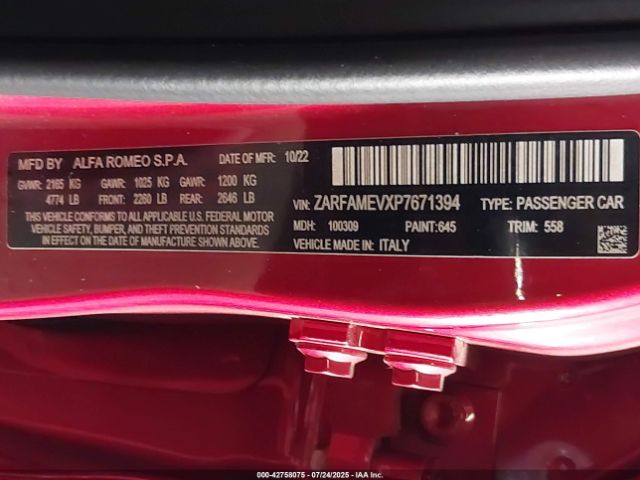 MFD BY ALFA ROMEO S.P.A. DATE OF MFR: 10/22
GVWR: 2165 KG GAWR: 1025 KG GAWR: 1200 KG
4774 LB FRONT: 2260 LB REAR: 2646 LB
THIS VEHICLE CONFORMS TO ALL APPLICABLE U.S. FEDERAL MOTOR
VEHICLE SAFETY, BUMPER, AND THEFT PREVENTION STANDARDS
IN EFFECT ON THE DATE OF MANUFACTURE SHOWN ABOVE.
VIN: ZARFAMEVXP7671394 TYPE: PASSENGER CAR
MDH: 100309 PAINT:645 TRIM: 558
VEHICLE MADE IN: ITALY
000-42758075 - 07/24/2025 - IAA Inc.